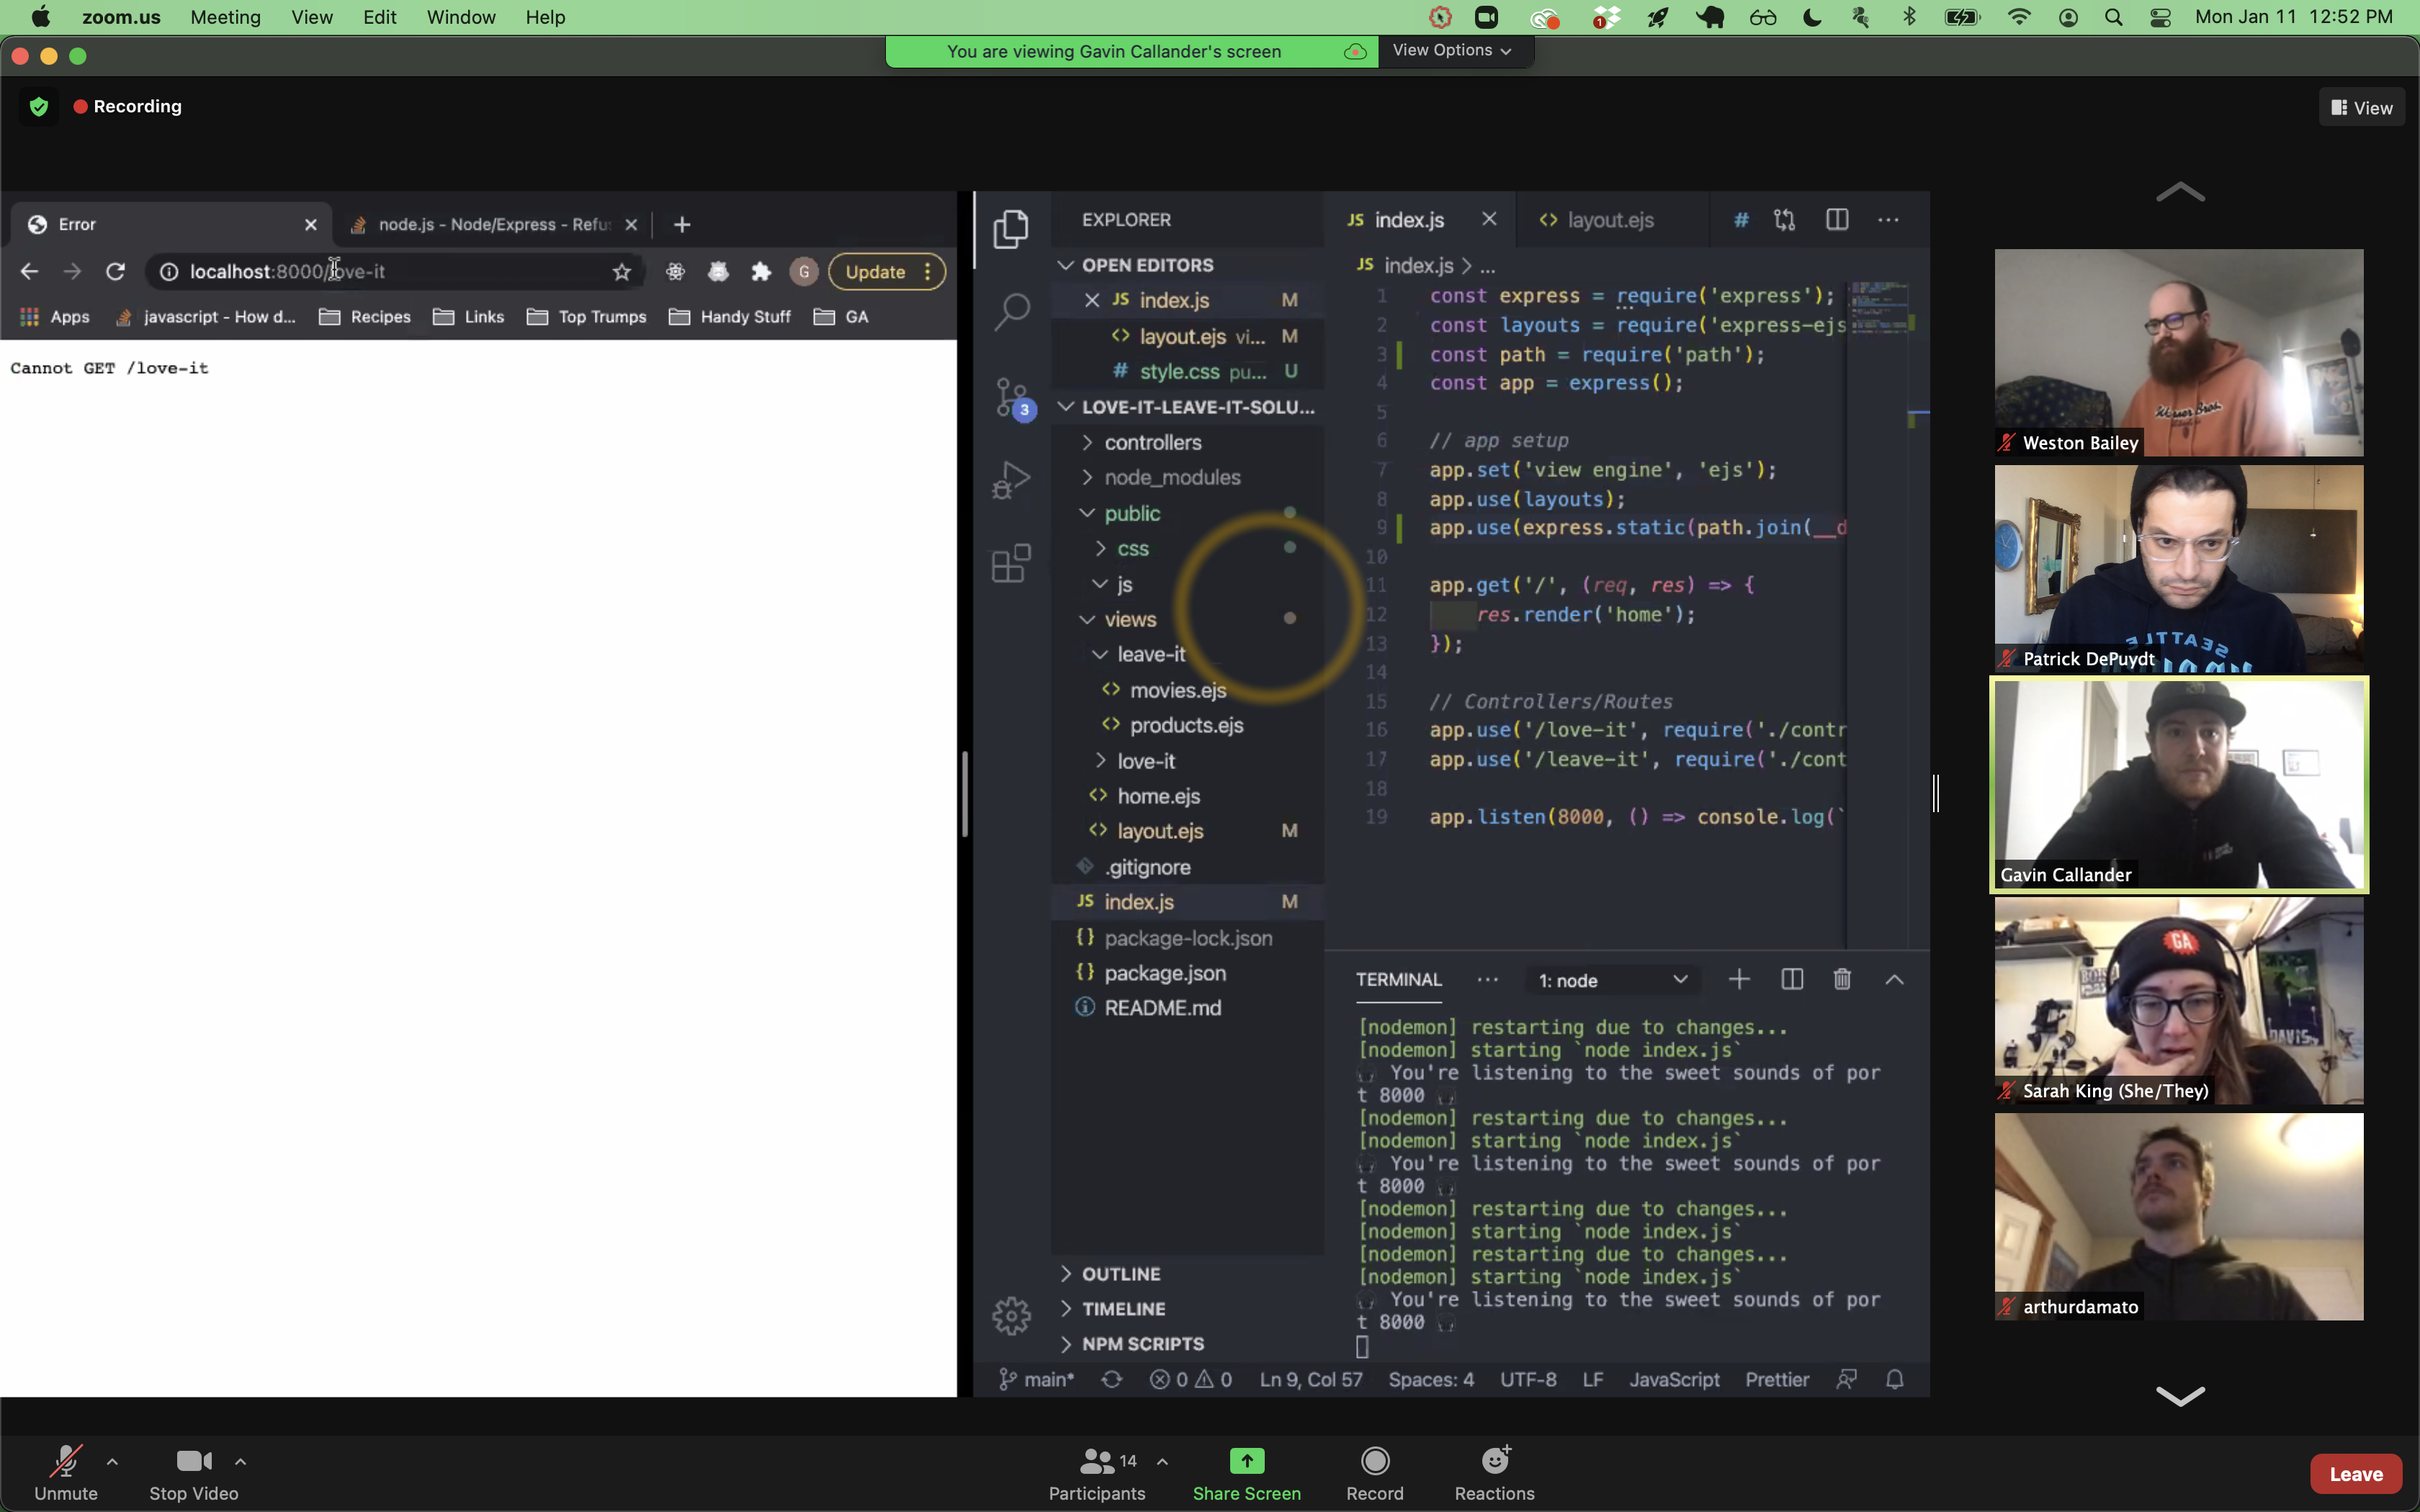 zoom.us Meeting View Edit Window Help
1
Mon Jan 11 12:52 PM
You are viewing Gavin Callander's screen
View Options
Recording
View
Error
node.js - Node/Express - Refu
localhost:8000/love-it
G
Update
Apps
javascript - How d...
Recipes
Links
Top Trumps
Handy Stuff
GA
Cannot GET /love-it
EXPLORER
OPEN EDITORS
JS index.js M
<> layout.ejs vi... M
# style.css pu... U
3
LOVE-IT-LEAVE-IT-SOLU...
controllers
node_modules
public
css
js
views
leave-it
<> movies.ejs
<> products.ejs
love-it
<> home.ejs
<> layout.ejs M
.gitignore
JS index.js M
{} package-lock.json
{} package.json
README.md
OUTLINE
TIMELINE
NPM SCRIPTS
JS index.js
<> layout.ejs
#
JS index.js > ...
1 const express = require('express');
2 const layouts = require('express-ejs
3 const path = require('path');
4 const app = express();
5
6 // app setup
7 app.set('view engine', 'ejs');
8 app.use(layouts);
9 app.use(express.static(path.join(__d
10
11 app.get('/', (req, res) => {
12 res.render('home');
13 });
14
15 // Controllers/Routes
16 app.use('/love-it', require('./contr
17 app.use('/leave-it', require('./cont
18
19 app.listen(8000, () => console.log(`
TERMINAL ... 1: node
[nodemon] restarting due to changes...
[nodemon] starting `node index.js`
You're listening to the sweet sounds of por
t 8000
[nodemon] restarting due to changes...
[nodemon] starting `node index.js`
You're listening to the sweet sounds of por
t 8000
[nodemon] restarting due to changes...
[nodemon] starting `node index.js`
[nodemon] restarting due to changes...
[nodemon] starting `node index.js`
You're listening to the sweet sounds of por
t 8000
main* 0 0 Ln 9, Col 57 Spaces: 4 UTF-8 LF JavaScript Prettier
Warner Bros.
Weston Bailey
SEATTLE
Patrick DePuydt
Gavin Callander
GA
DAVIS
Sarah King (She/They)
arthurdamato
Unmute
Stop Video
14
Participants
Share Screen
Record
Reactions
Leave